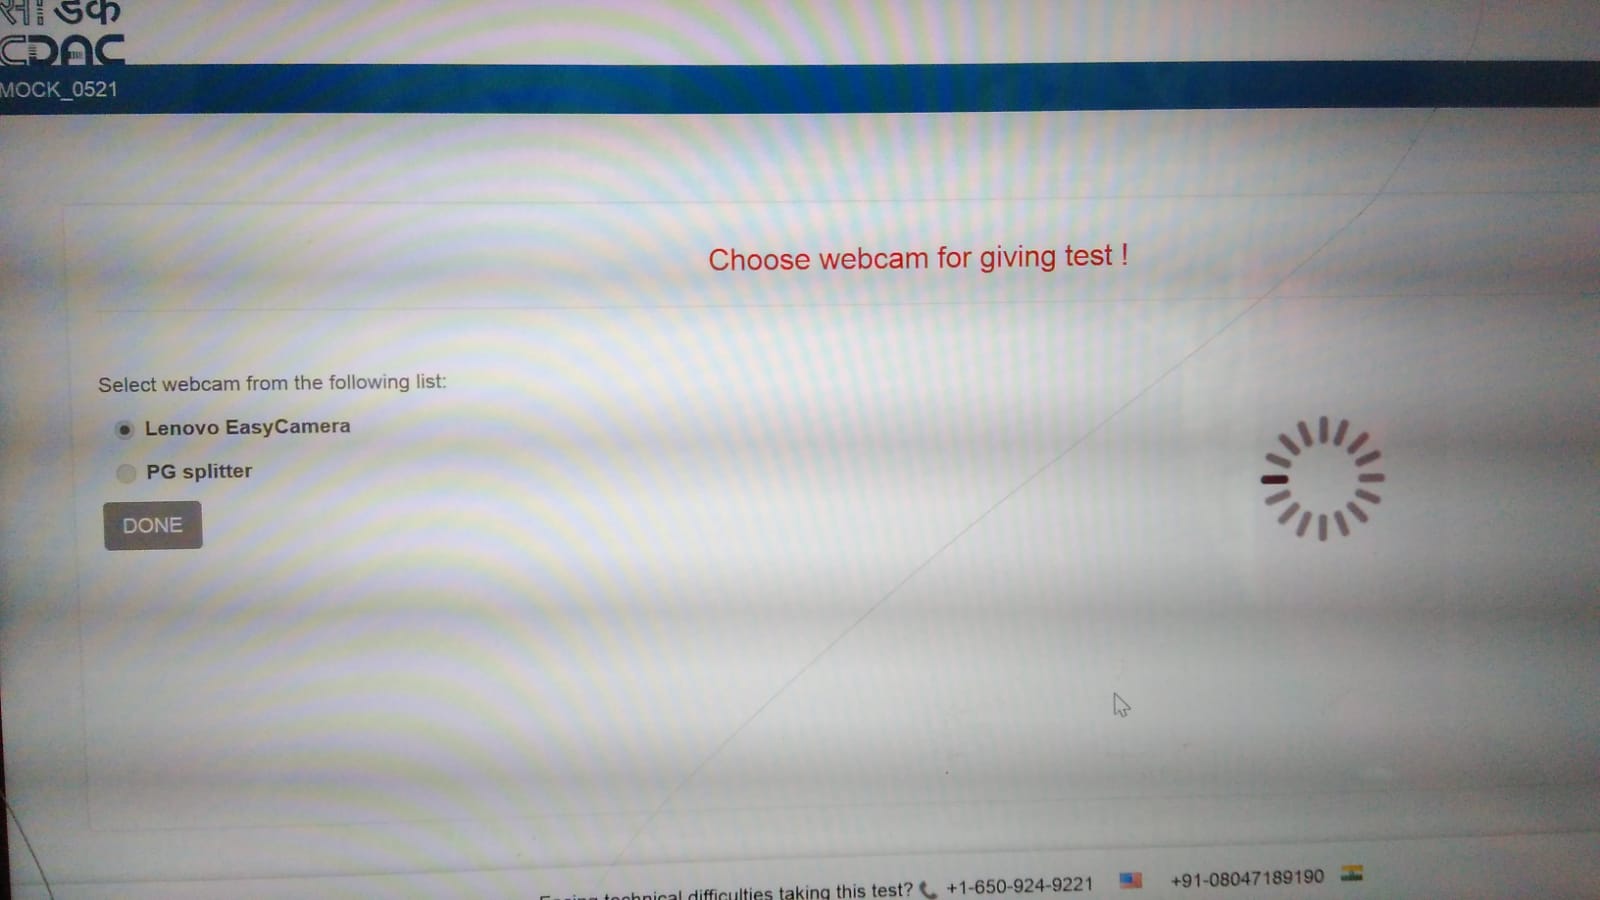 सी डैक
CDAC
MOCK_0521
Choose webcam for giving test !
Select webcam from the following list:
Lenovo EasyCamera
PG splitter
DONE
technical difficulties taking this test? +1-650-924-9221 +91-08047189190